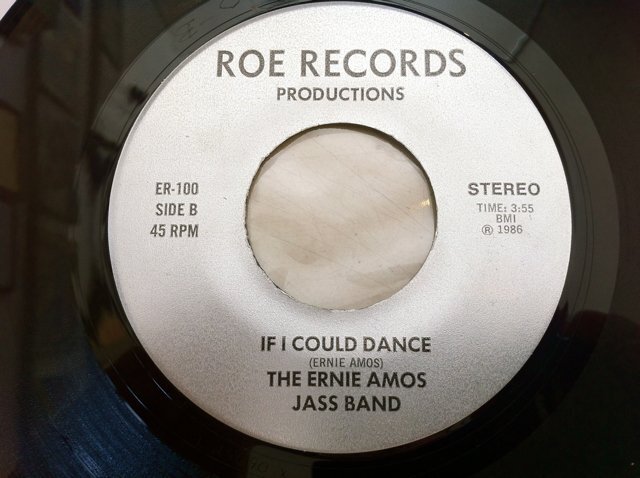 ROE RECORDS
PRODUCTIONS
ER-100
SIDE B
45 RPM
STEREO
TIME: 3:55
BMI
℗ 1986
IF I COULD DANCE
(ERNIE AMOS)
THE ERNIE AMOS
JASS BAND